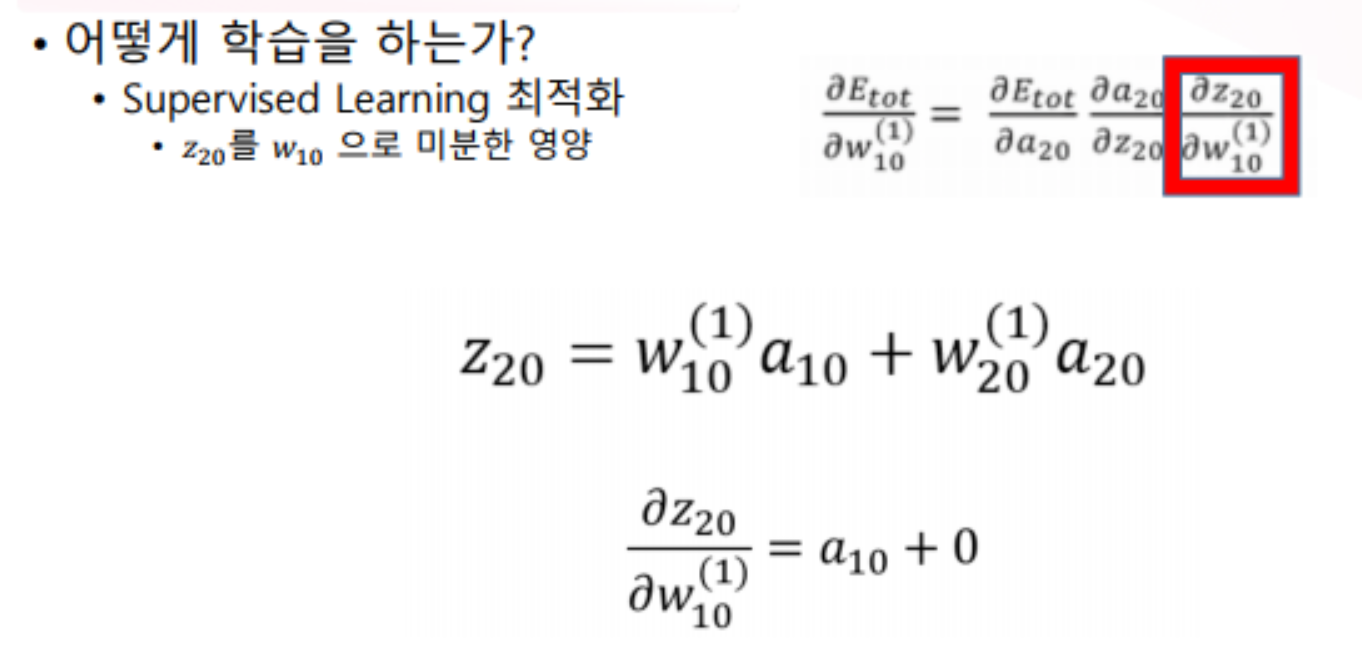 • 어떻게 학습을 하는가?
• Supervised Learning 최적화
• z₂₀를 w₁₀ 으로 미분한 영양
∂E_tot/∂w₁₀⁽¹⁾ = ∂E_tot/∂a₂₀ ∂a₂₀/∂z₂₀ ∂z₂₀/∂w₁₀⁽¹⁾
z₂₀ = w₁₀⁽¹⁾a₁₀ + w₂₀⁽¹⁾a₂₀
∂z₂₀/∂w₁₀⁽¹⁾ = a₁₀ + 0